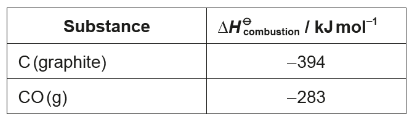 Substance ΔH⦵combustion / kJ mol⁻¹
C (graphite) –394
CO (g) –283